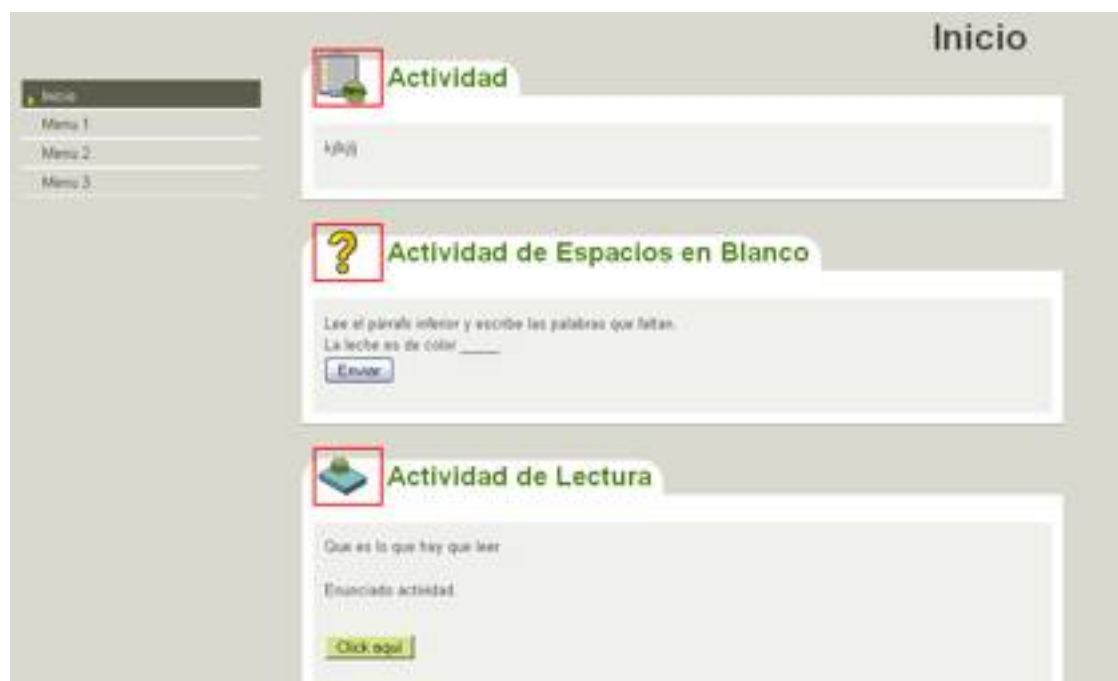 Inicio
Inicio
Menu 1
Menu 2
Menu 3
Actividad
Actividad de Espacios en Blanco
Lee el párrafo inferior y escribe las palabras que faltan.
La leche es de color _____
Enviar
Actividad de Lectura
Que es lo que hay que leer
Enunciado actividad.
Click aquí